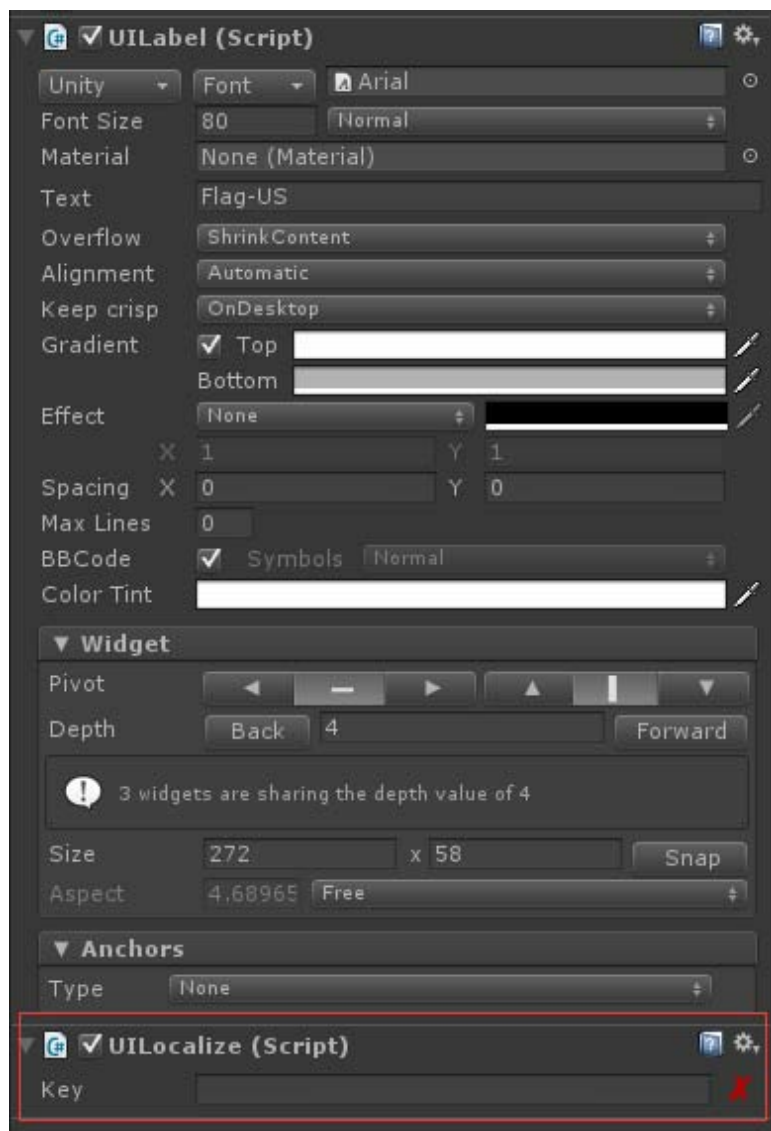 UILabel (Script)
Unity Font Arial
Font Size 80 Normal
Material None (Material)
Text Flag-US
Overflow ShrinkContent
Alignment Automatic
Keep crisp OnDesktop
Gradient Top
Bottom
Effect None
X 1 Y 1
Spacing X 0 Y 0
Max Lines 0
BBCode Symbols Normal
Color Tint
Widget
Pivot
Depth Back 4 Forward
3 widgets are sharing the depth value of 4
Size 272 x 58 Snap
Aspect 4.68965 Free
Anchors
Type None
UILocalize (Script)
Key X